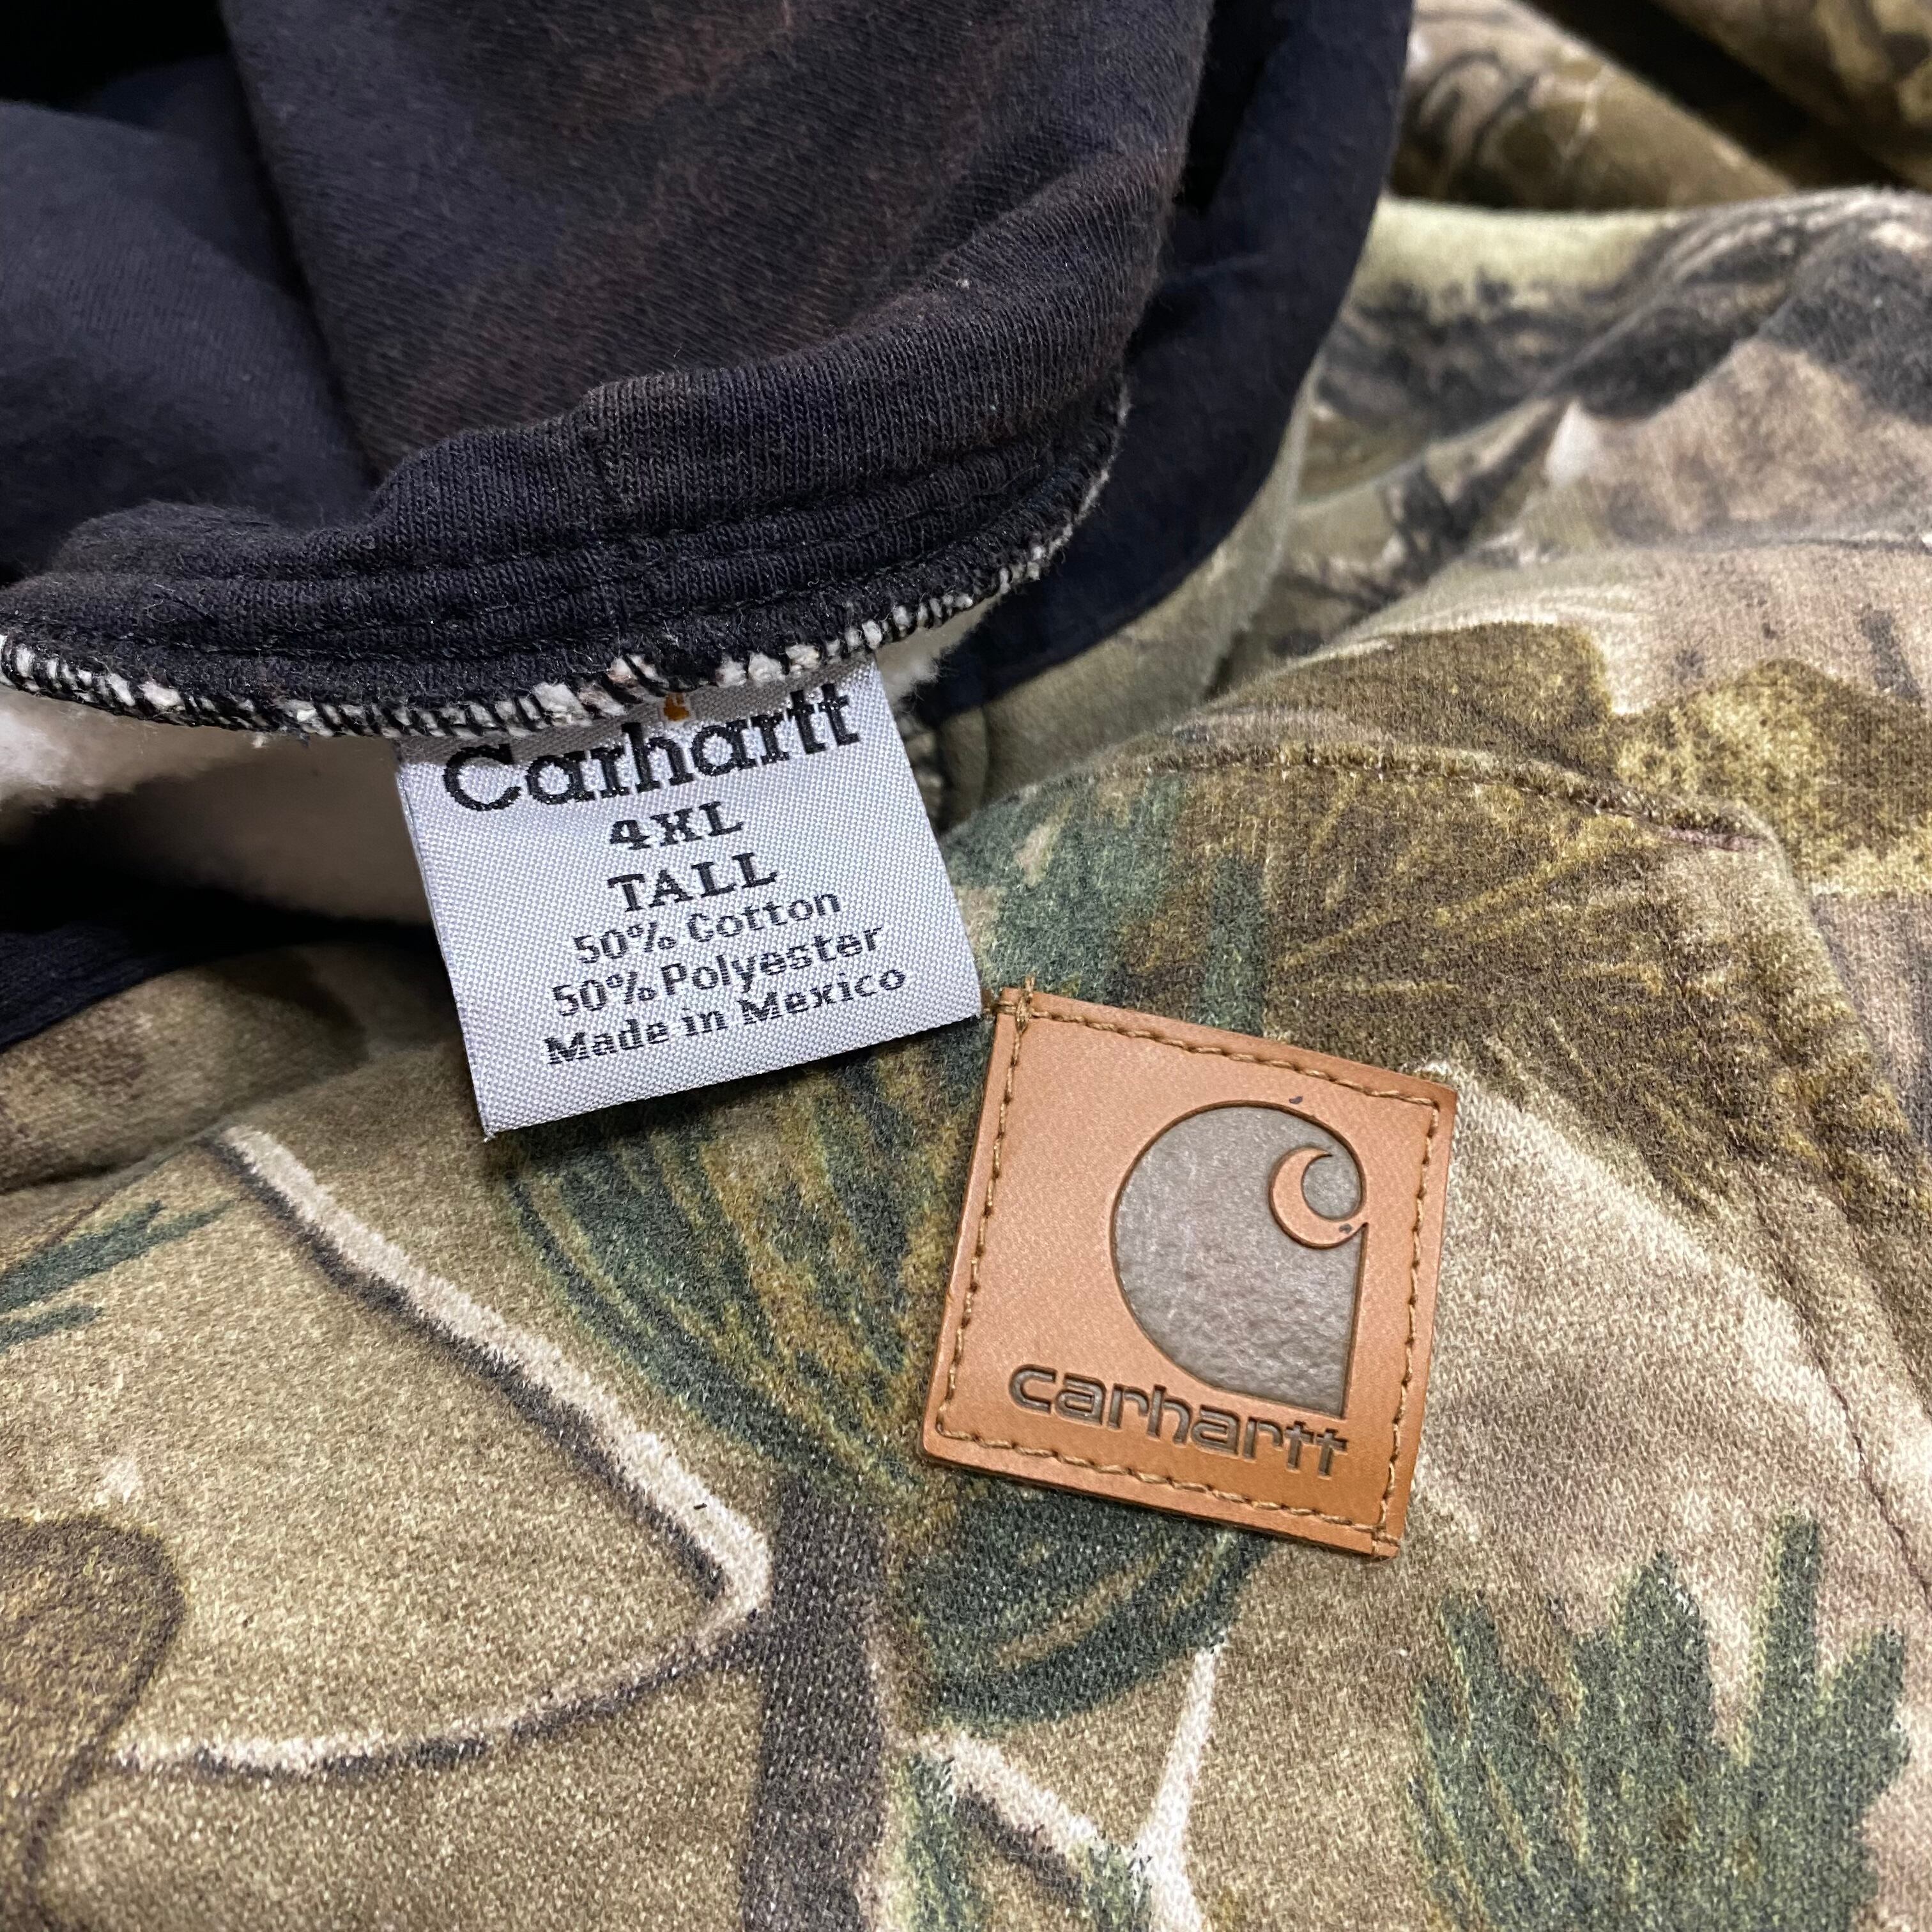 Carhartt
4XL
TALL
50% Cotton
50% Polyester
Made in Mexico
carhartt